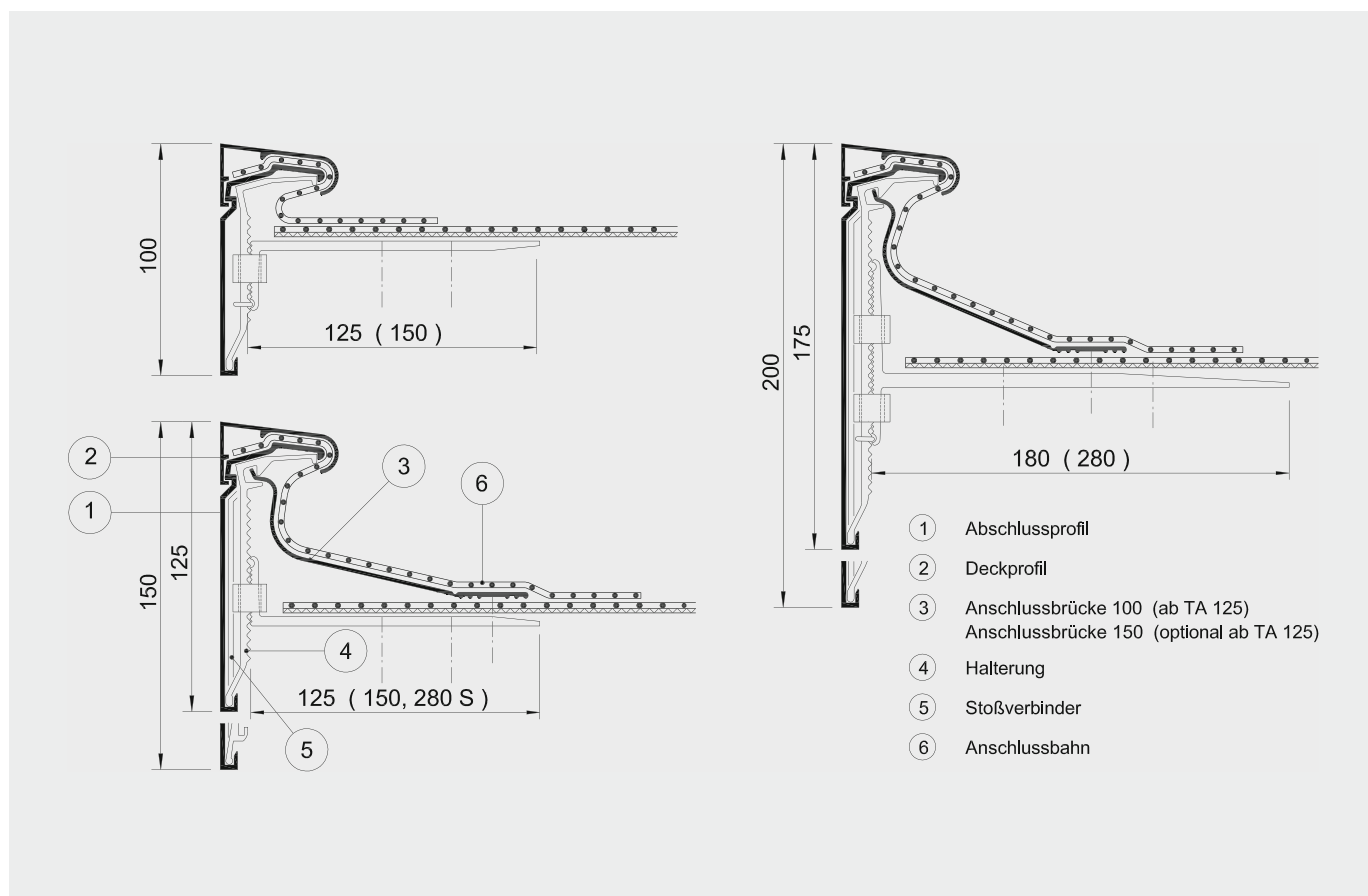 100
125 ( 150 )
2
1
3
6
150
125
4
5
125 ( 150, 280 S )
200
175
180 ( 280 )
1 Abschlussprofil
2 Deckprofil
3 Anschlussbrücke 100 (ab TA 125)
Anschlussbrücke 150 (optional ab TA 125)
4 Halterung
5 Stoßverbinder
6 Anschlussbahn